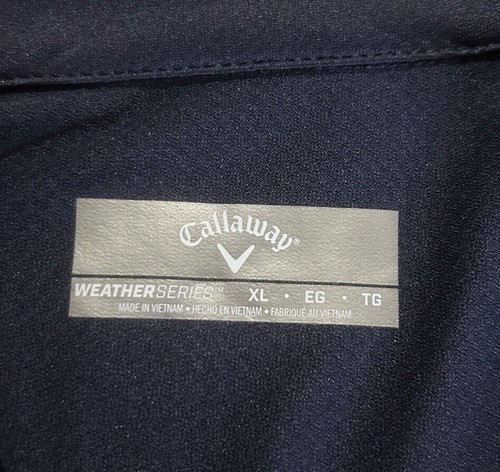 Callaway®
WEATHERSERIES™ XL • EG • TG
MADE IN VIETNAM • HECHO EN VIETNAM • FABRIQUÉ AU VIETNAM